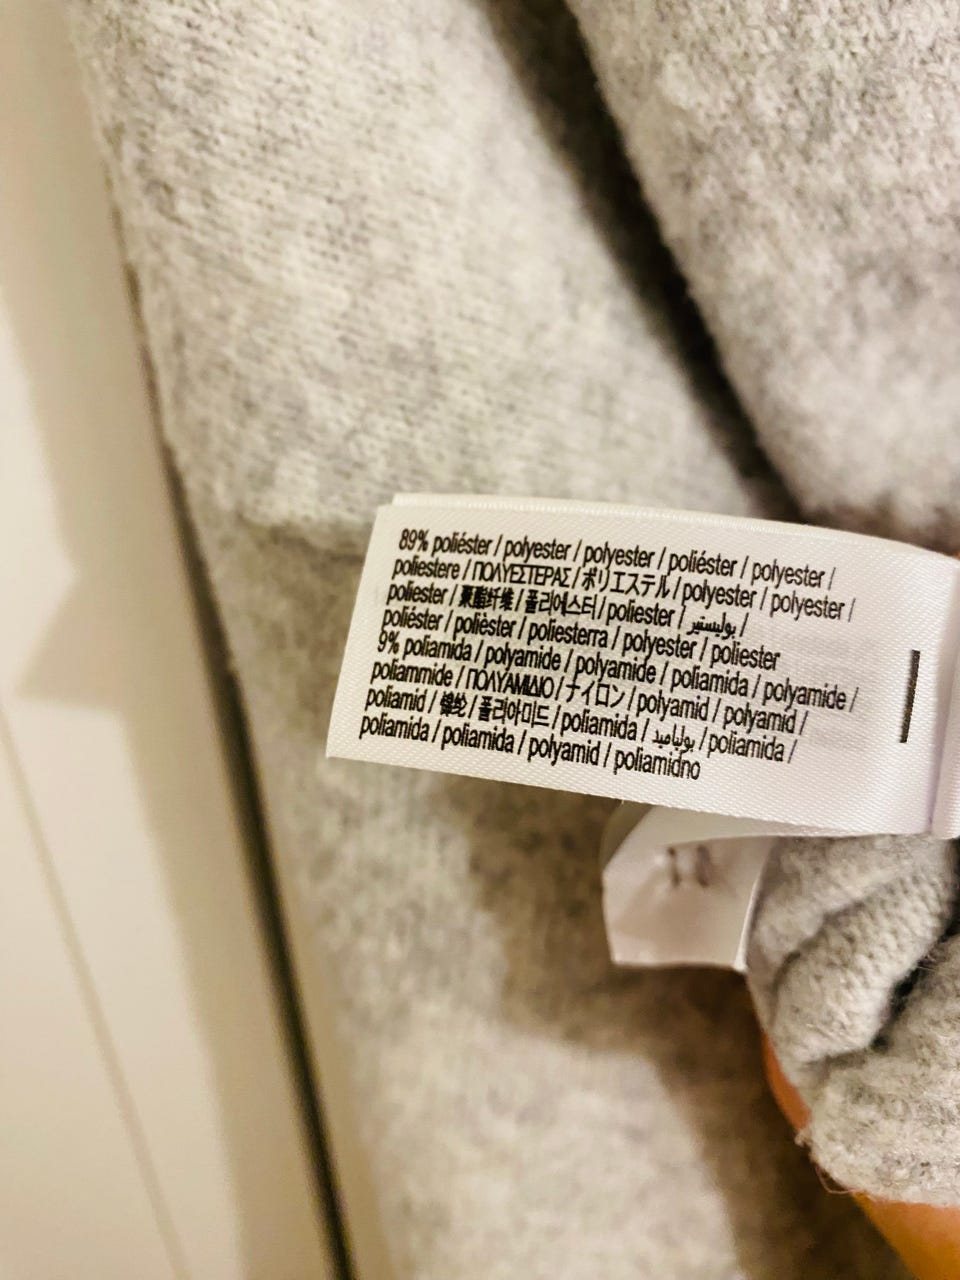 89% poliéster / polyester / polyester / poliéster / polyester /
poliestere / ΠΟΛΥΕΣΤΕΡΑΣ / ポリエステル / polyester / polyester /
poliester / 聚酯纤维 / 폴리에스터 / poliester / بوليستير /
poliéster / polièster / poliesterra / polyester / poliester
9% poliamida / polyamide / polyamide / poliamida / polyamide /
poliammide / ΠΟΛΥΑΜΙΔΙΟ / ナイロン / polyamid / polyamid /
poliamid / 锦纶 / 폴리아미드 / poliamida / بولياميد / poliamida /
poliamida / poliamida / polyamid / poliamidno